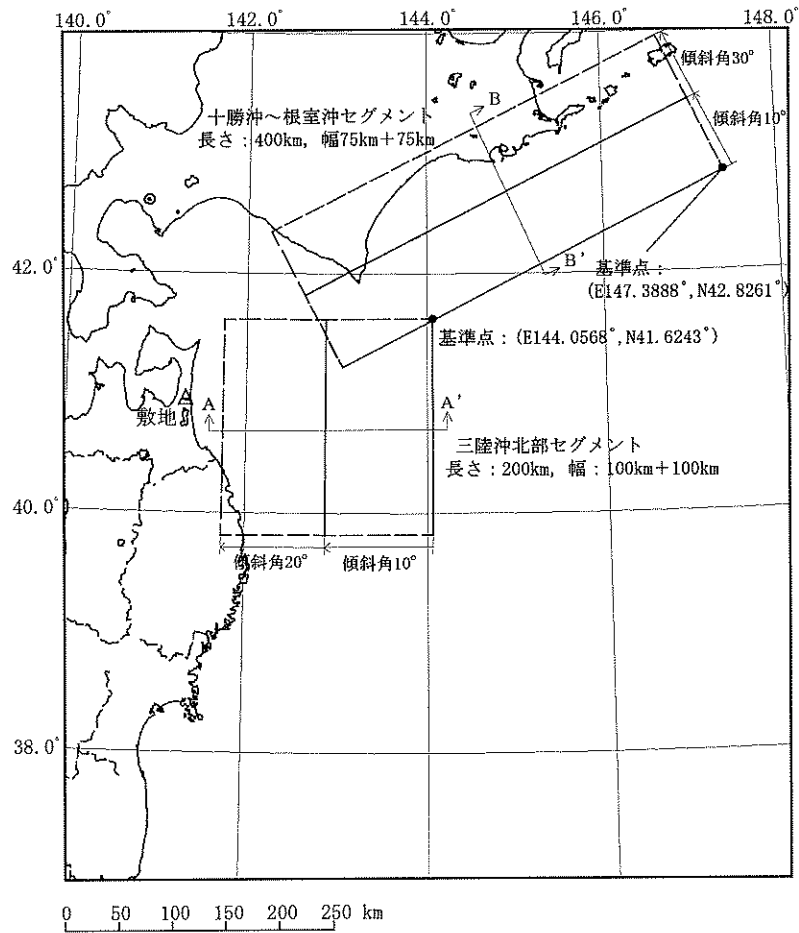 140.0° 142.0° 144.0° 146.0° 148.0°
傾斜角30°
B
十勝沖～根室沖セグメント
長さ：400km, 幅75km＋75km
傾斜角10°
42.0°
B' 基準点：
(E147.3888°,N42.8261°)
基準点：(E144.0568°,N41.6243°)
敷地
A A'
三陸沖北部セグメント
長さ：200km, 幅：100km＋100km
40.0°
傾斜角20° 傾斜角10°
38.0°
0 50 100 150 200 250 km